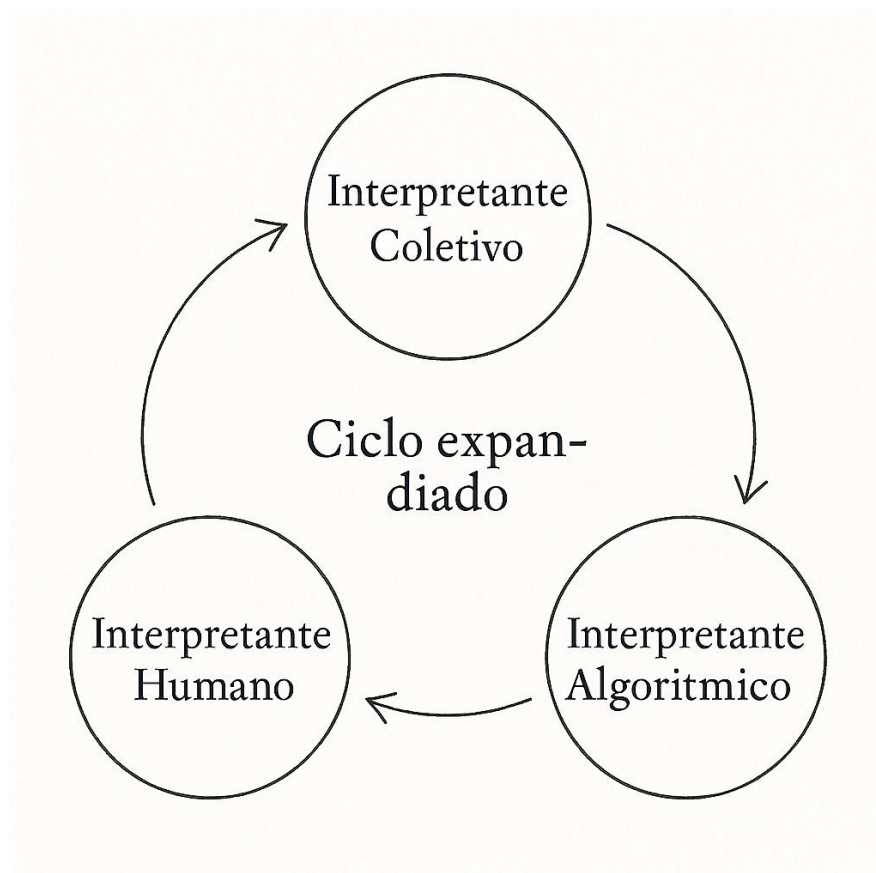 Interpretante
Coletivo
Ciclo expan-
diado
Interpretante
Humano
Interpretante
Algoritmico